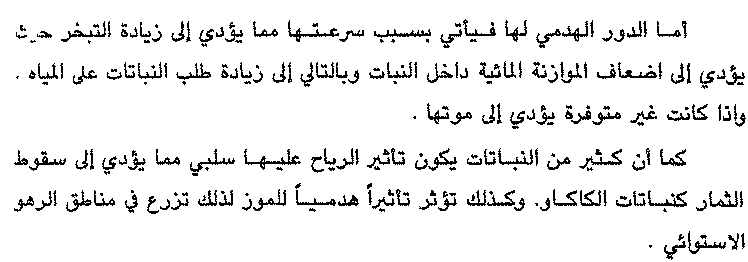 أما الدور الهدمي لها فيأتي بسبب سرعتها مما يؤدي إلى زيادة التبخر حيث
يؤدي إلى اضعاف الموازنة المائية داخل النبات وبالتالي إلى زيادة طلب النباتات على المياه .
واذا كانت غير متوفرة يؤدي إلى موتها .
كما أن كثير من النباتات يكون تأثير الرياح عليها سلبي مما يؤدي إلى سقوط
الثمار كنباتات الكاكاو. وكذلك تؤثر تأثيراً هدمياً للموز لذلك تزرع في مناطق الرهو
الاستوائي .